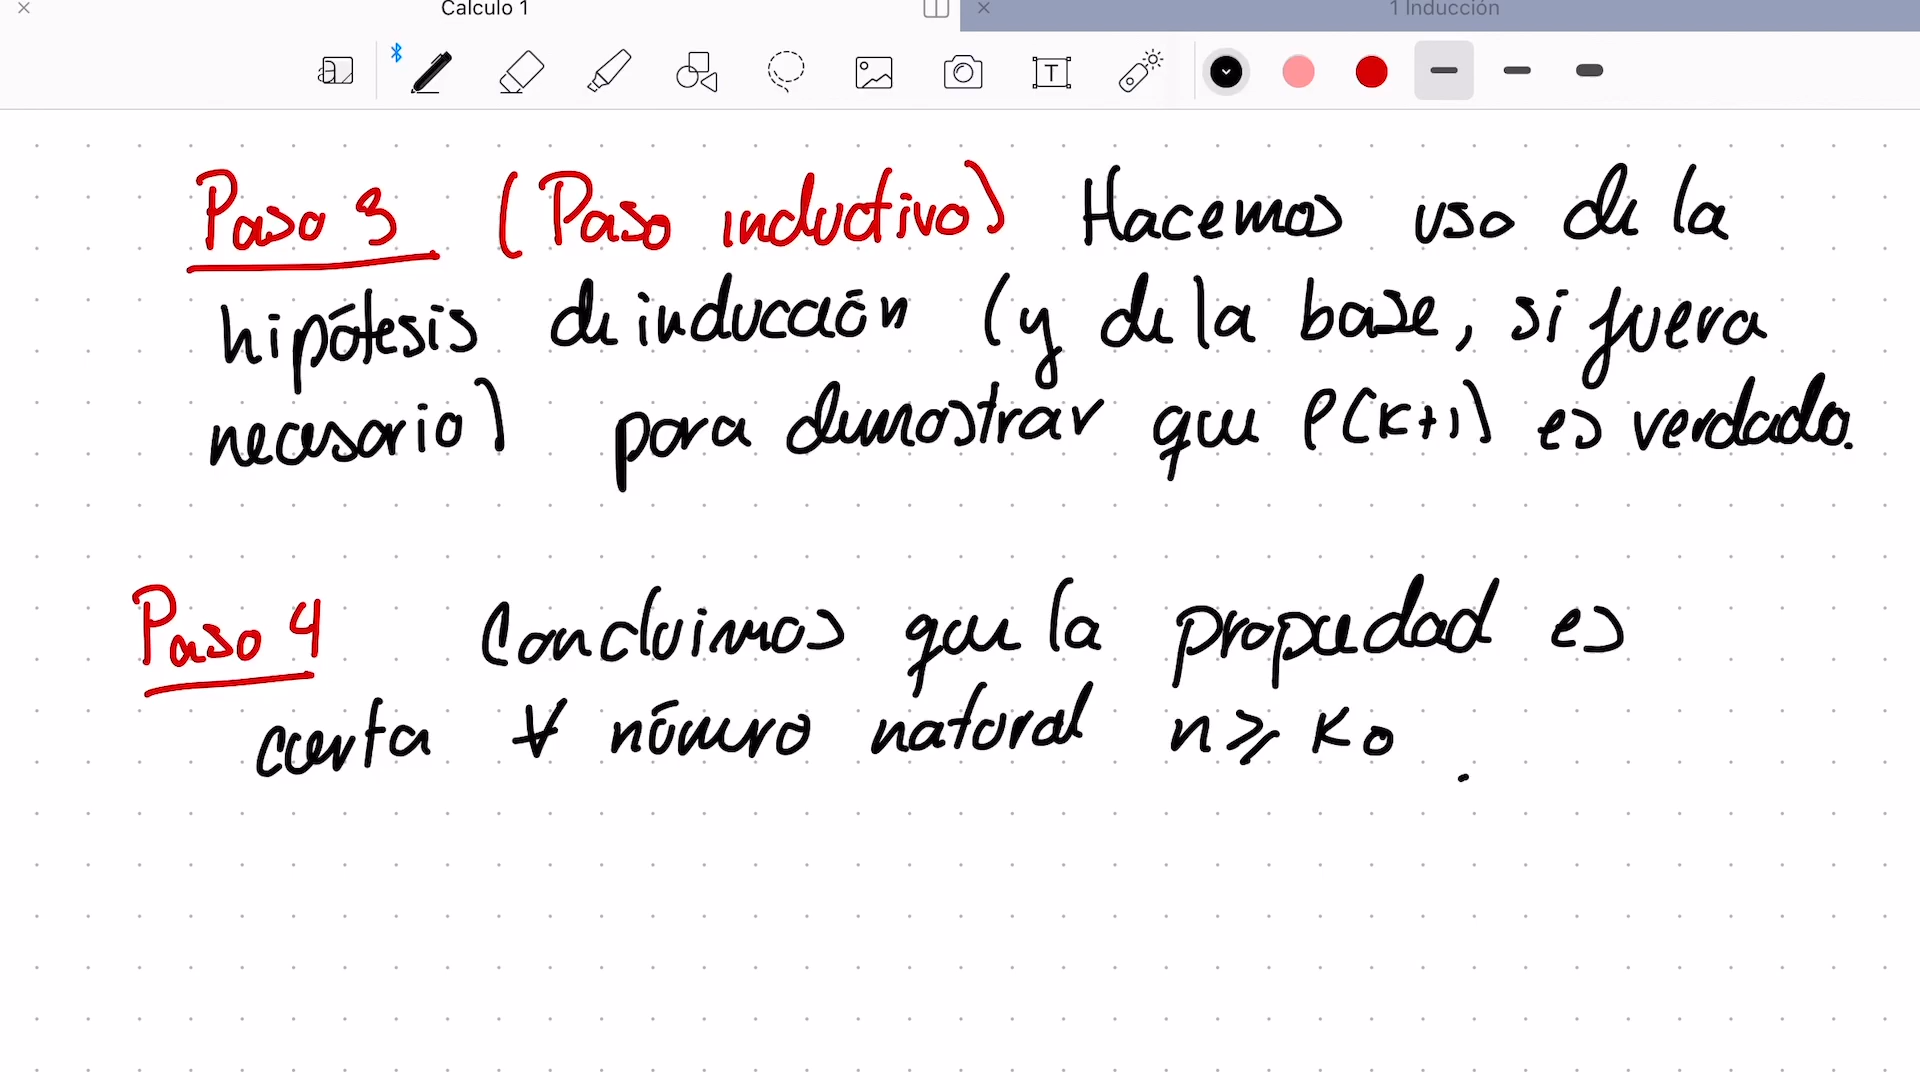 Calculo 1
1 Inducción
Paso 3 (Paso inductivo) Hacemos uso de la
hipótesis de inducción (y de la base, si fuera
necesario) para demostrar que P(k+1) es verdado.
Paso 4 Concluimos que la propiedad es
cierta ∀ número natural n ⩾ k0.